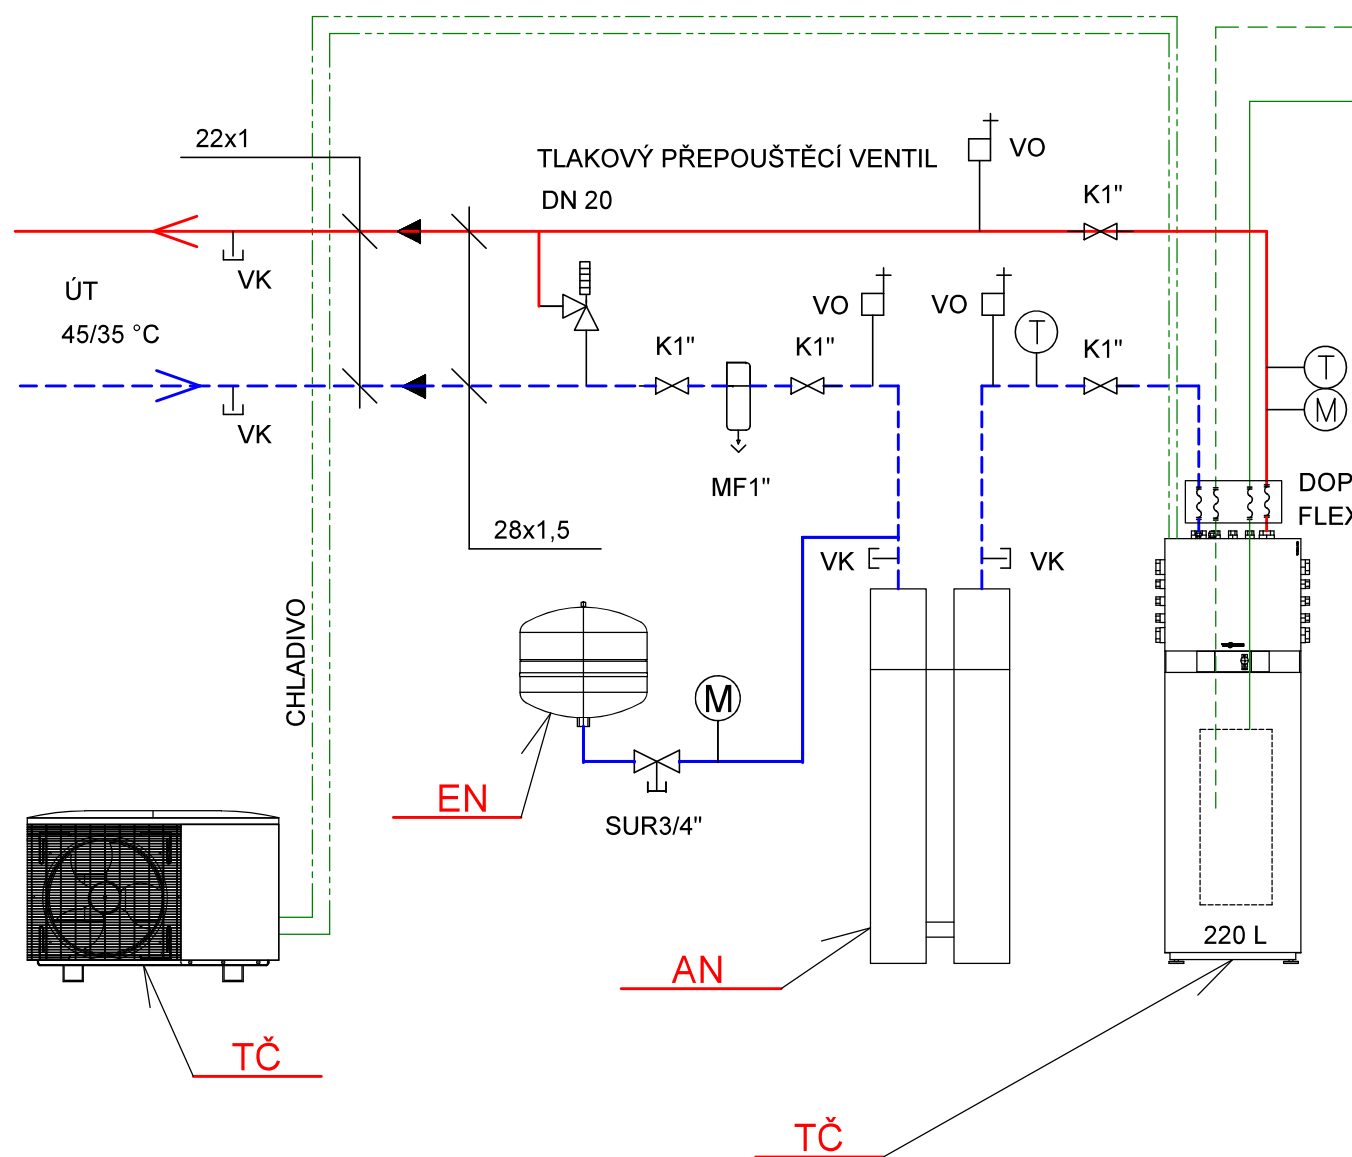 22x1
TLAKOVÝ PŘEPOUŠTĚCÍ VENTIL
DN 20
VO
K1"
VK
ÚT
45/35 °C
VO
VO
T
K1"
K1"
K1"
T
M
VK
MF1"
DOP
FLEX
28x1,5
VK
VK
CHLADIVO
M
EN
SUR3/4"
220 L
AN
TČ
TČ